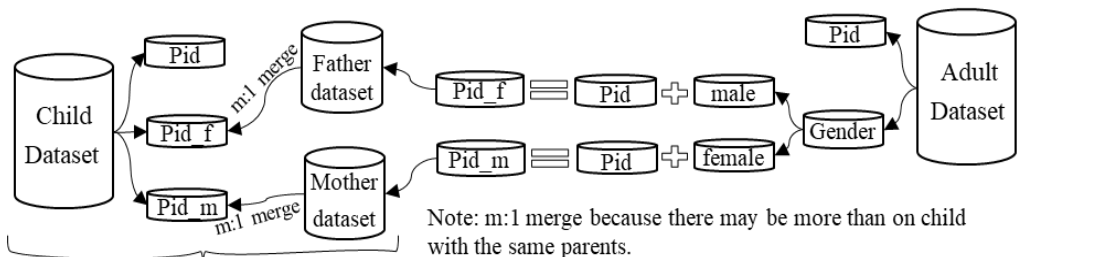 Child
Dataset
Pid
Pid_f
Pid_m
m:1 merge
m:1 merge
Father
dataset
Mother
dataset
Pid_f
Pid
male
Pid_m
Pid
female
Pid
Gender
Adult
Dataset
Note: m:1 merge because there may be more than on child
with the same parents.